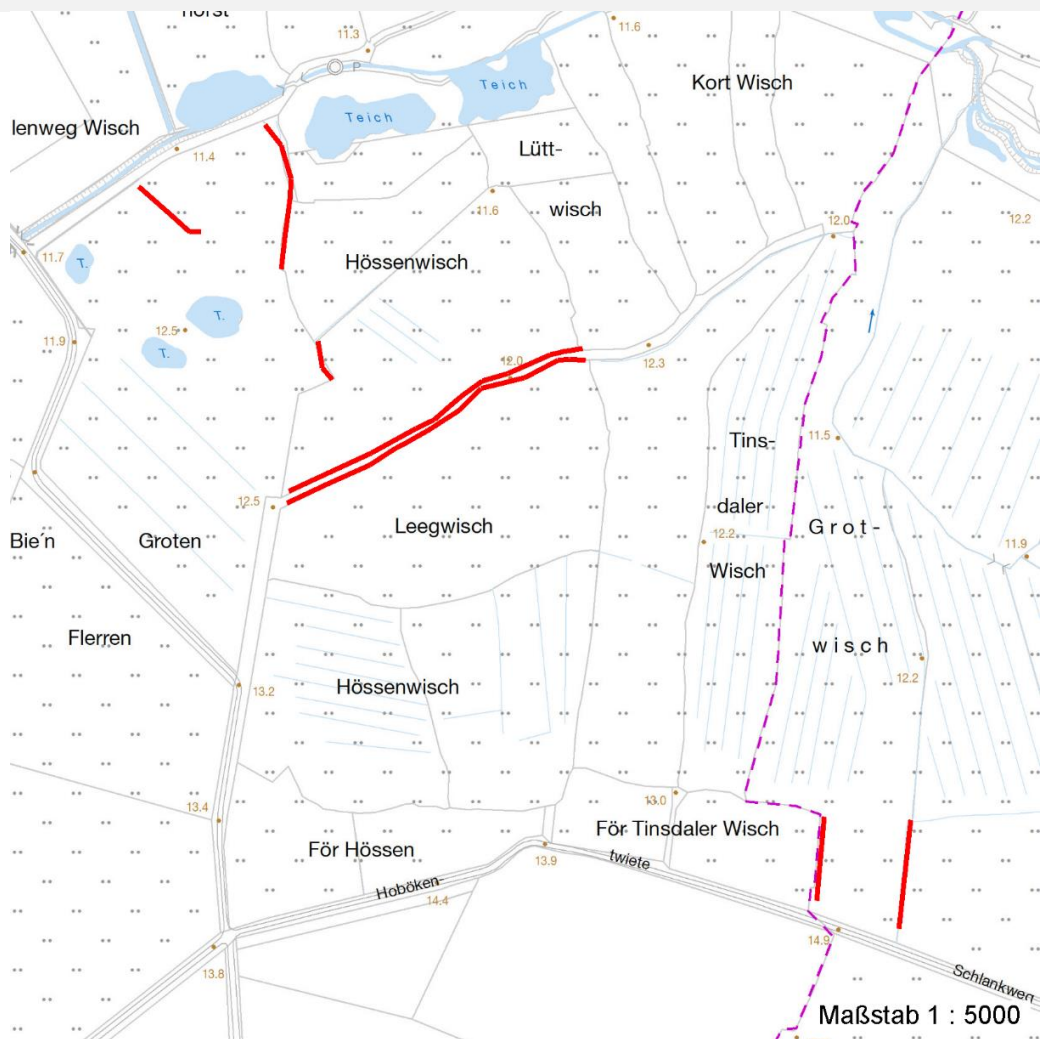 11.3
11.6
P
Teich
Kort Wisch
Teich
lenweg Wisch
11.4
Lütt-
11.6
wisch
12.0
12.2
11.7
T.
Hössenwisch
12.5
T.
11.9
T.
12.0
12.3
Tins-
11.5
12.5
daler
Leegwisch
Grot-
Bie´n
Groten
12.2
11.9
Wisch
Flerren
wisch
12.2
13.2
Hössenwisch
13.4
13.0
För Tinsdaler Wisch
För Hössen
13.9
twiete
Hoböken-
14.4
14.9
13.8
Schlankweg
Maßstab 1 : 5000